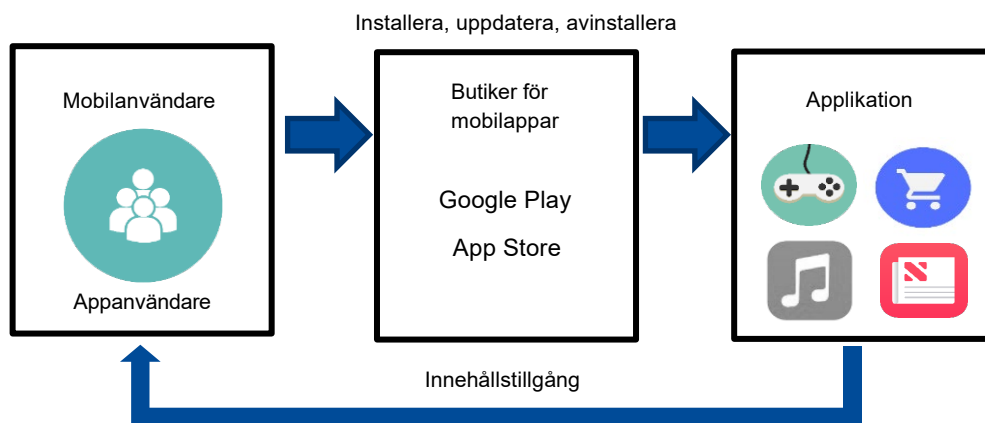 Installera, uppdatera, avinstallera
Mobilanvändare
Appanvändare
Butiker för
mobilappar
Google Play
App Store
Applikation
Innehållstillgång